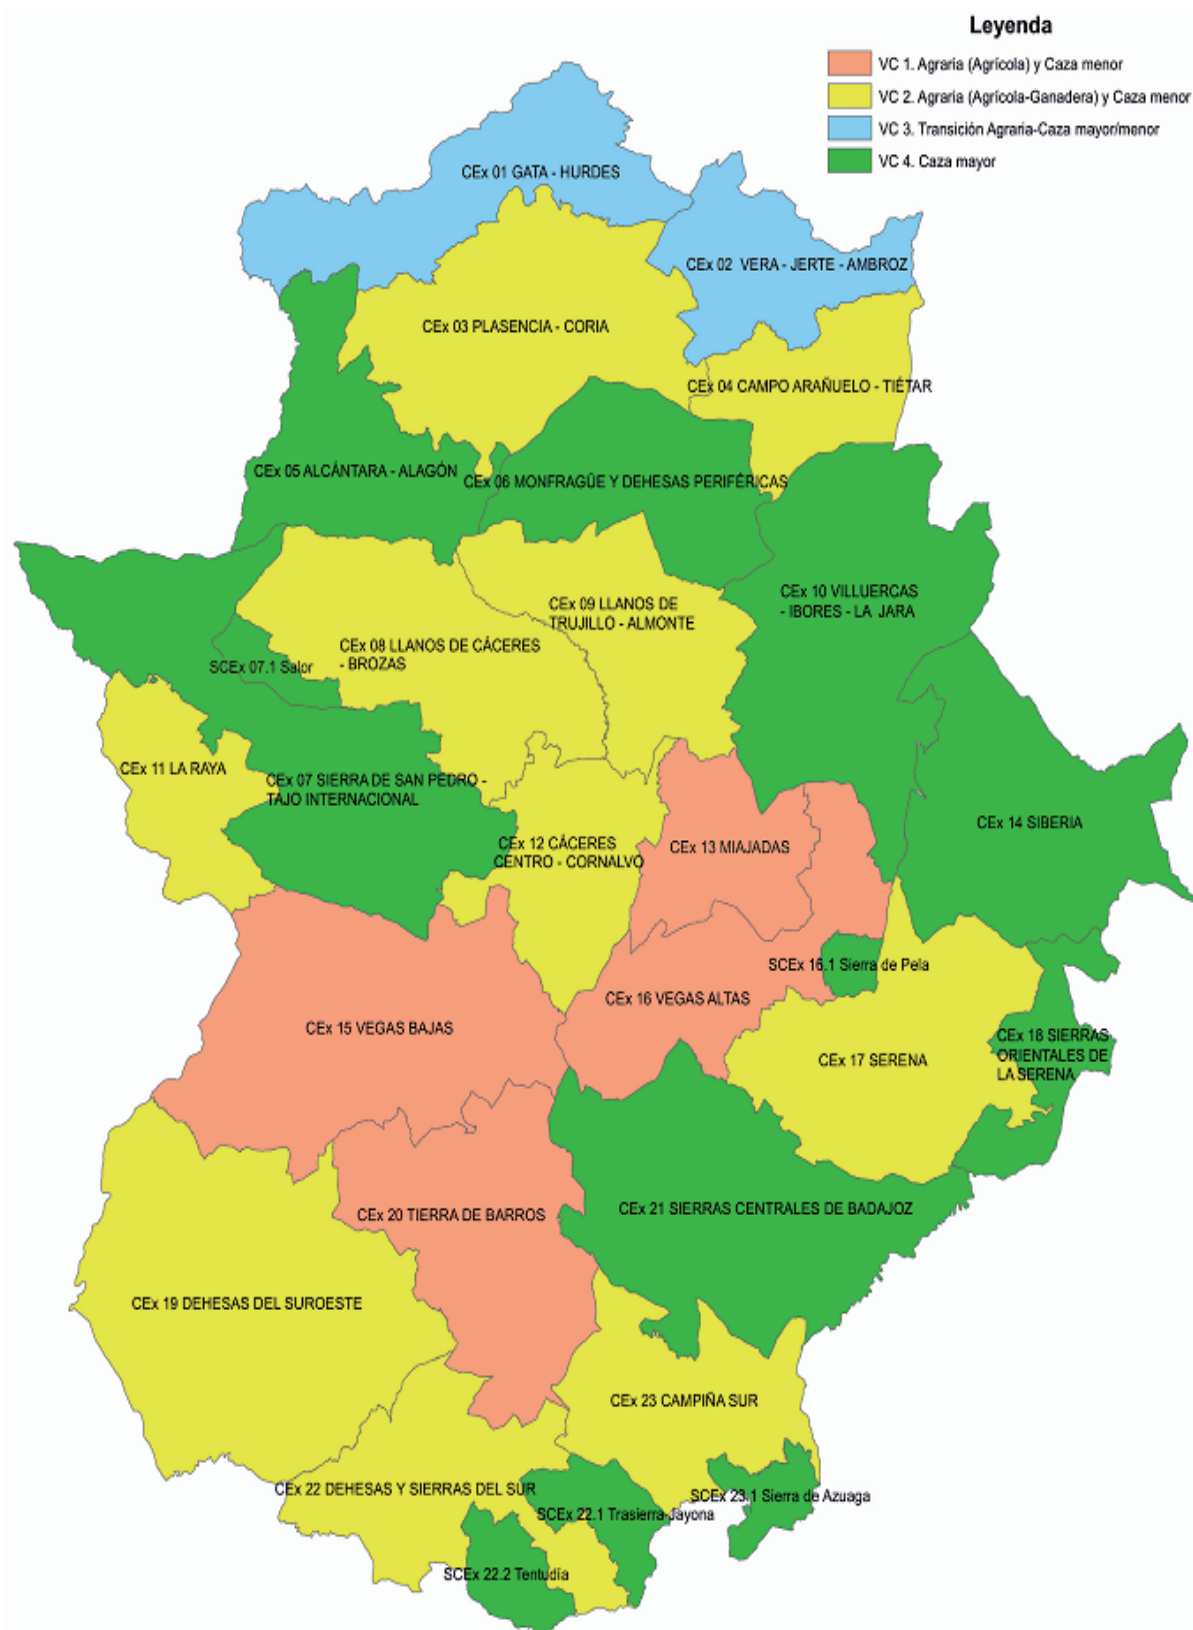 Leyenda
VC 1. Agraria (Agrícola) y Caza menor
VC 2. Agraria (Agrícola-Ganadera) y Caza menor
VC 3. Transición Agraria-Caza mayor/menor
VC 4. Caza mayor
CEx 01 GATA - HURDES
CEx 02 VERA - JERTE - AMBROZ
CEx 03 PLASENCIA - CORIA
CEx 04 CAMPO ARAÑUELO - TIÉTAR
CEx 05 ALCÁNTARA - ALAGÓN
CEx 06 MONFRAGÜE Y DEHESAS PERIFÉRICAS
CEx 10 VILLUERCAS
- IBORES - LA JARA
CEx 09 LLANOS DE
TRUJILLO - ALMONTE
CEx 08 LLANOS DE CÁCERES
- BROZAS
SCEx 07.1 Salor
CEx 11 LA RAYA
CEx 07 SIERRA DE SAN PEDRO -
TAJO INTERNACIONAL
CEx 12 CÁCERES
CENTRO - CORNALVO
CEx 13 MIAJADAS
CEx 14 SIBERIA
SCEx 16.1 Sierra de Pela
CEx 16 VEGAS ALTAS
CEx 15 VEGAS BAJAS
CEx 17 SERENA
CEx 18 SIERRAS
ORIENTALES DE
LA SERENA
CEx 20 TIERRA DE BARROS
CEx 21 SIERRAS CENTRALES DE BADAJOZ
CEx 19 DEHESAS DEL SUROESTE
CEx 23 CAMPIÑA SUR
CEx 22 DEHESAS Y SIERRAS DEL SUR
SCEx 23.1 Sierra de Azuaga
SCEx 22.1 Trasierra-Jayona
SCEx 22.2 Tentudía